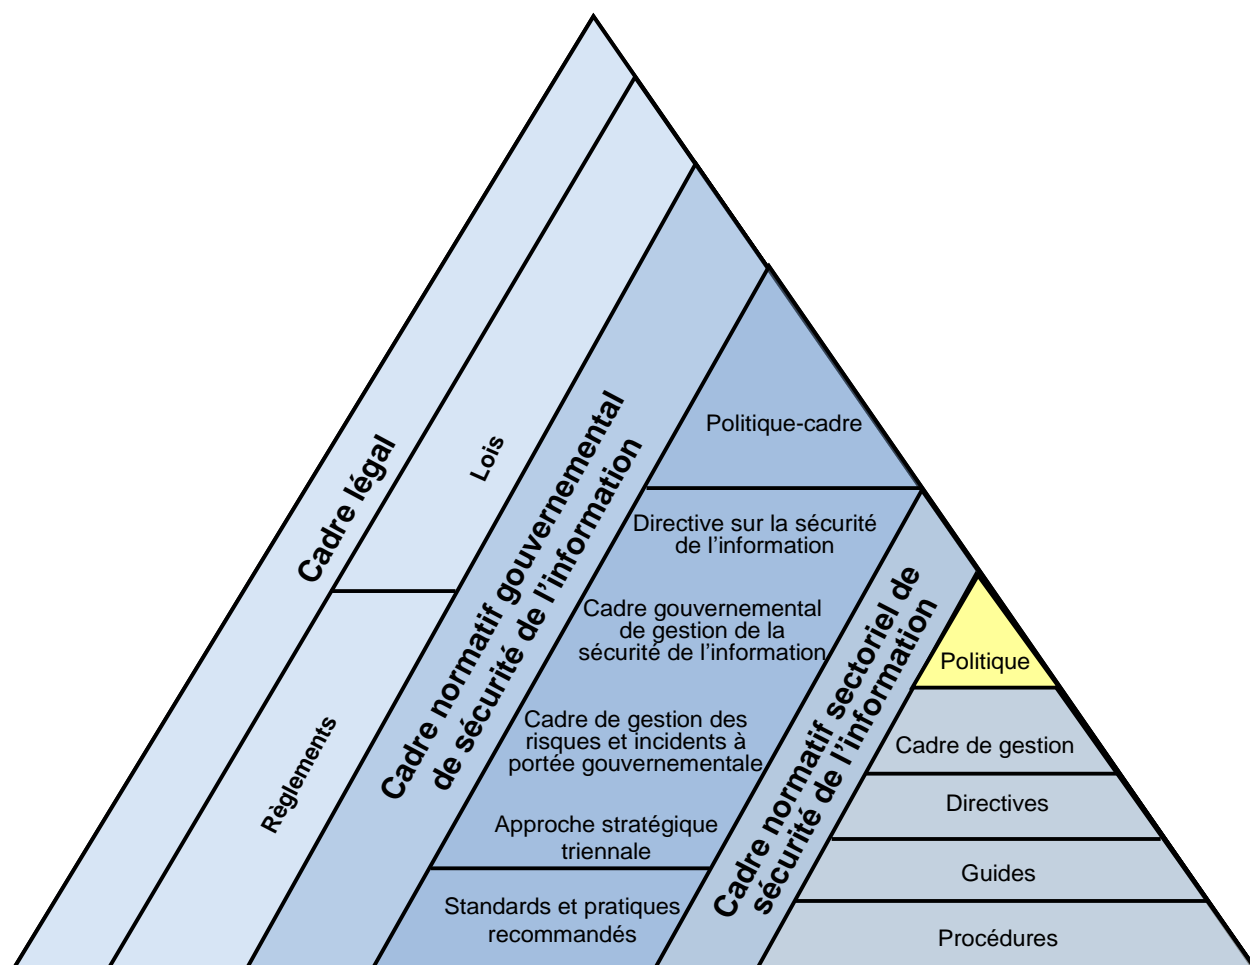 Cadre légal
Lois
Règlements
Cadre normatif gouvernemental
de sécurité de l'information
Politique-cadre
Directive sur la sécurité
de l'information
Cadre gouvernemental
de gestion de la
sécurité de l'information
Cadre de gestion des
risques et incidents à
portée gouvernementale
Approche stratégique
triennale
Standards et pratiques
recommandés
Cadre normatif sectoriel de
sécurité de l'information
Politique
Cadre de gestion
Directives
Guides
Procédures